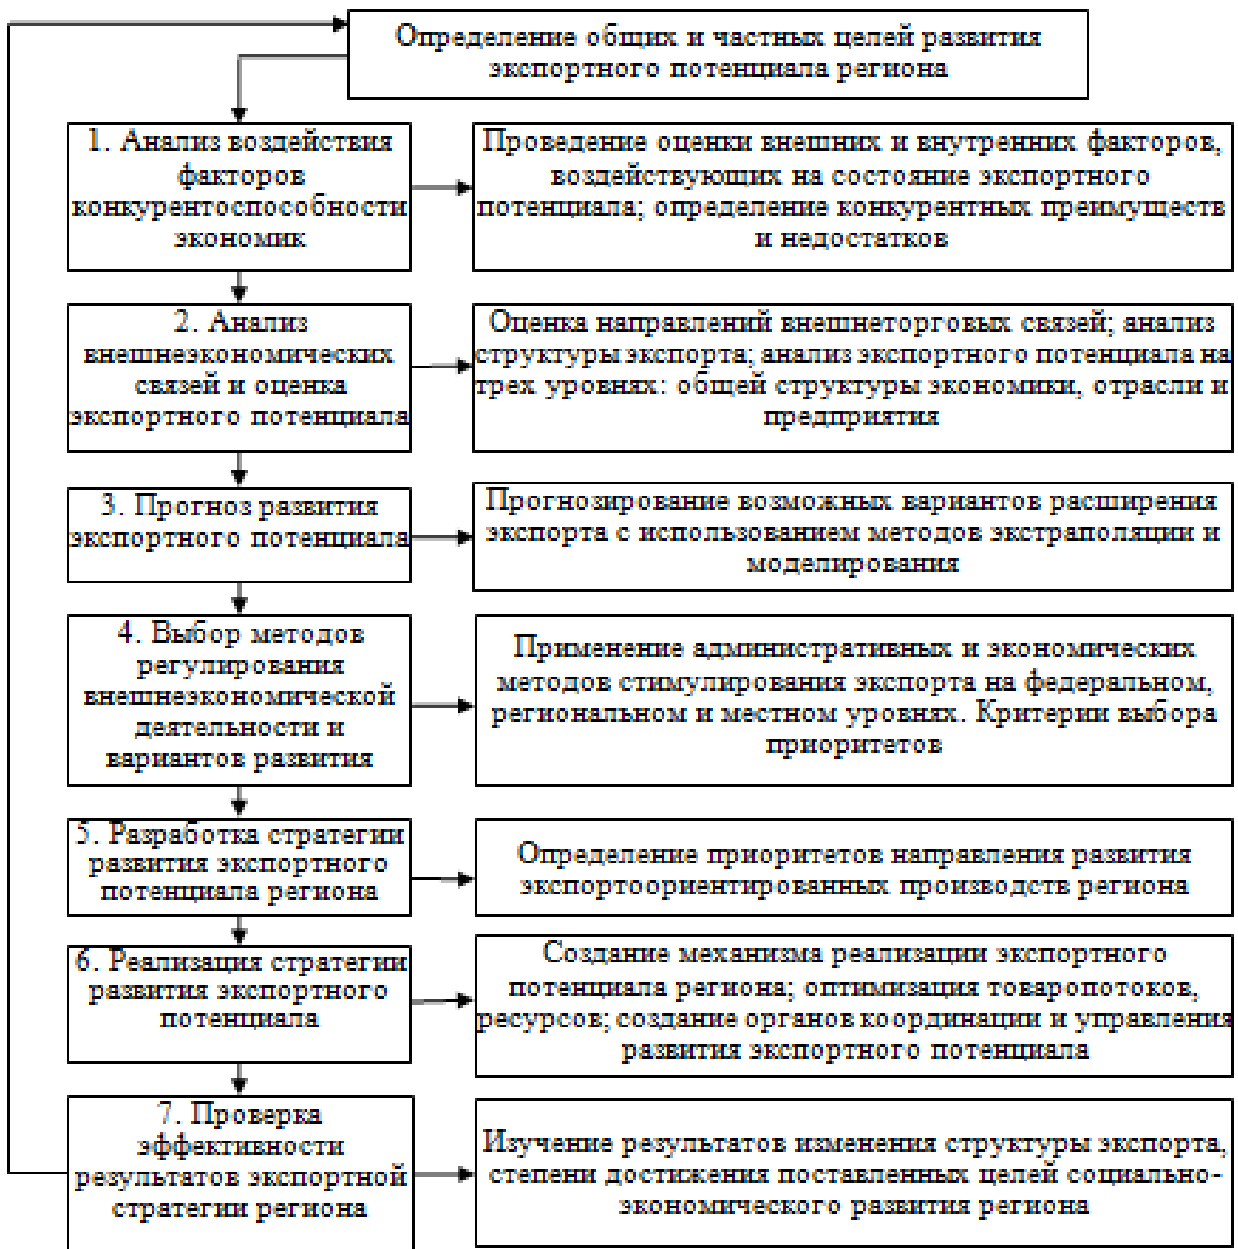 Определение общих и частных целей развития
экспортного потенциала региона
1. Анализ воздействия
факторов
конкурентоспособности
экономик
Проведение оценки внешних и внутренних факторов,
воздействующих на состояние экспортного
потенциала; определение конкурентных преимуществ
и недостатков
2. Анализ
внешнеэкономических
связей и оценка
экспортного потенциала
Оценка направлений внешнеторговых связей; анализ
структуры экспорта; анализ экспортного потенциала на
трех уровнях: общей структуры экономики, отрасли и
предприятия
3. Прогноз развития
экспортного потенциала
Прогнозирование возможных вариантов расширения
экспорта с использованием методов экстраполяции и
моделирования
4. Выбор методов
регулирования
внешнеэкономической
деятельности и
вариантов развития
Применение административных и экономических
методов стимулирования экспорта на федеральном,
региональном и местном уровнях. Критерии выбора
приоритетов
5. Разработка стратегии
развития экспортного
потенциала региона
Определение приоритетов направления развития
экспортоориентированных производств региона
6. Реализация стратегии
развития экспортного
потенциала
Создание механизма реализации экспортного
потенциала региона; оптимизация товаропотоков,
ресурсов; создание органов координации и управления
развития экспортного потенциала
7. Проверка
эффективности
результатов экспортной
стратегии региона
Изучение результатов изменения структуры экспорта,
степени достижения поставленных целей социально-
экономического развития региона